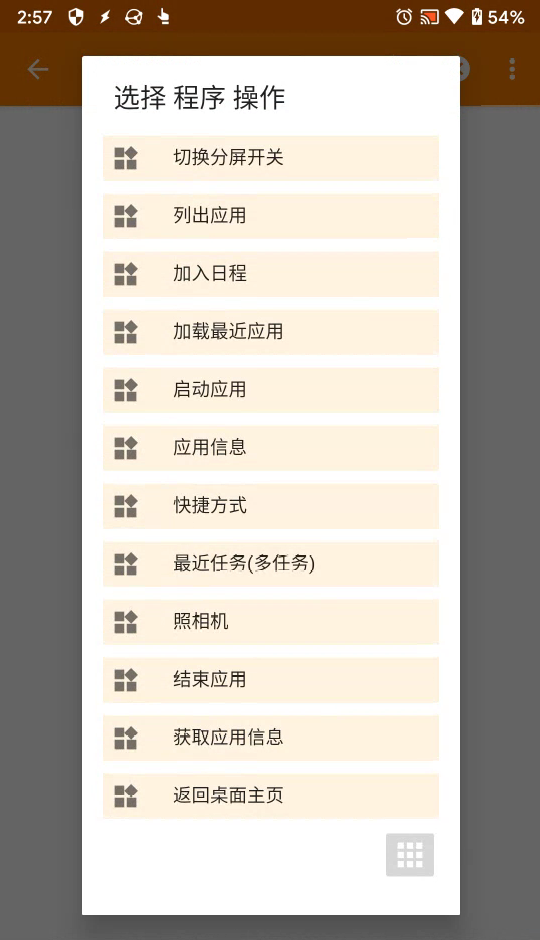 2:57
54%
选择 程序 操作
切换分屏开关
列出应用
加入日程
加载最近应用
启动应用
应用信息
快捷方式
最近任务(多任务)
照相机
结束应用
获取应用信息
返回桌面主页